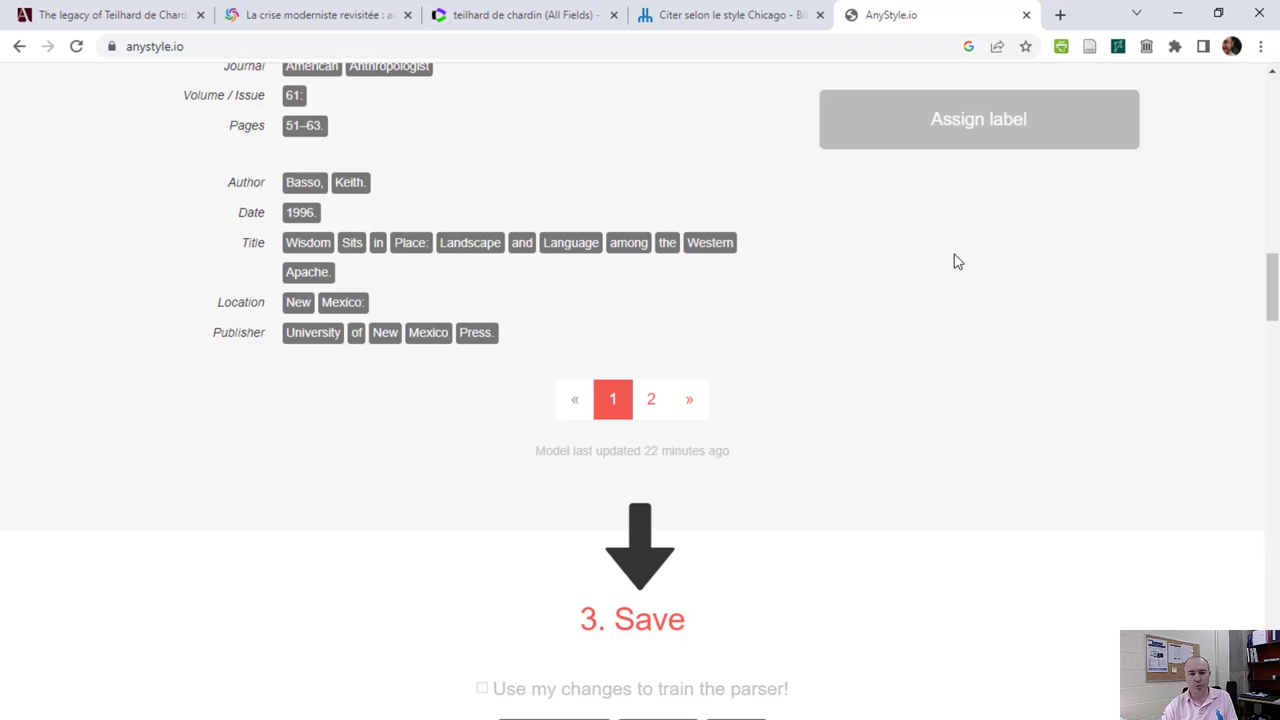 The legacy of Teilhard de Chard
La crise moderniste revisitée : a
teilhard de chardin (All Fields) –
Citer selon le style Chicago - Bi
AnyStyle.io
anystyle.io
Journal American Anthropologist
Volume / Issue 61:
Pages 51–63.
Assign label
Author Basso, Keith.
Date 1996.
Title Wisdom Sits in Place: Landscape and Language among the Western
Apache.
Location New Mexico:
Publisher University of New Mexico Press.
« 1 2 »
Model last updated 22 minutes ago
3. Save
Use my changes to train the parser!